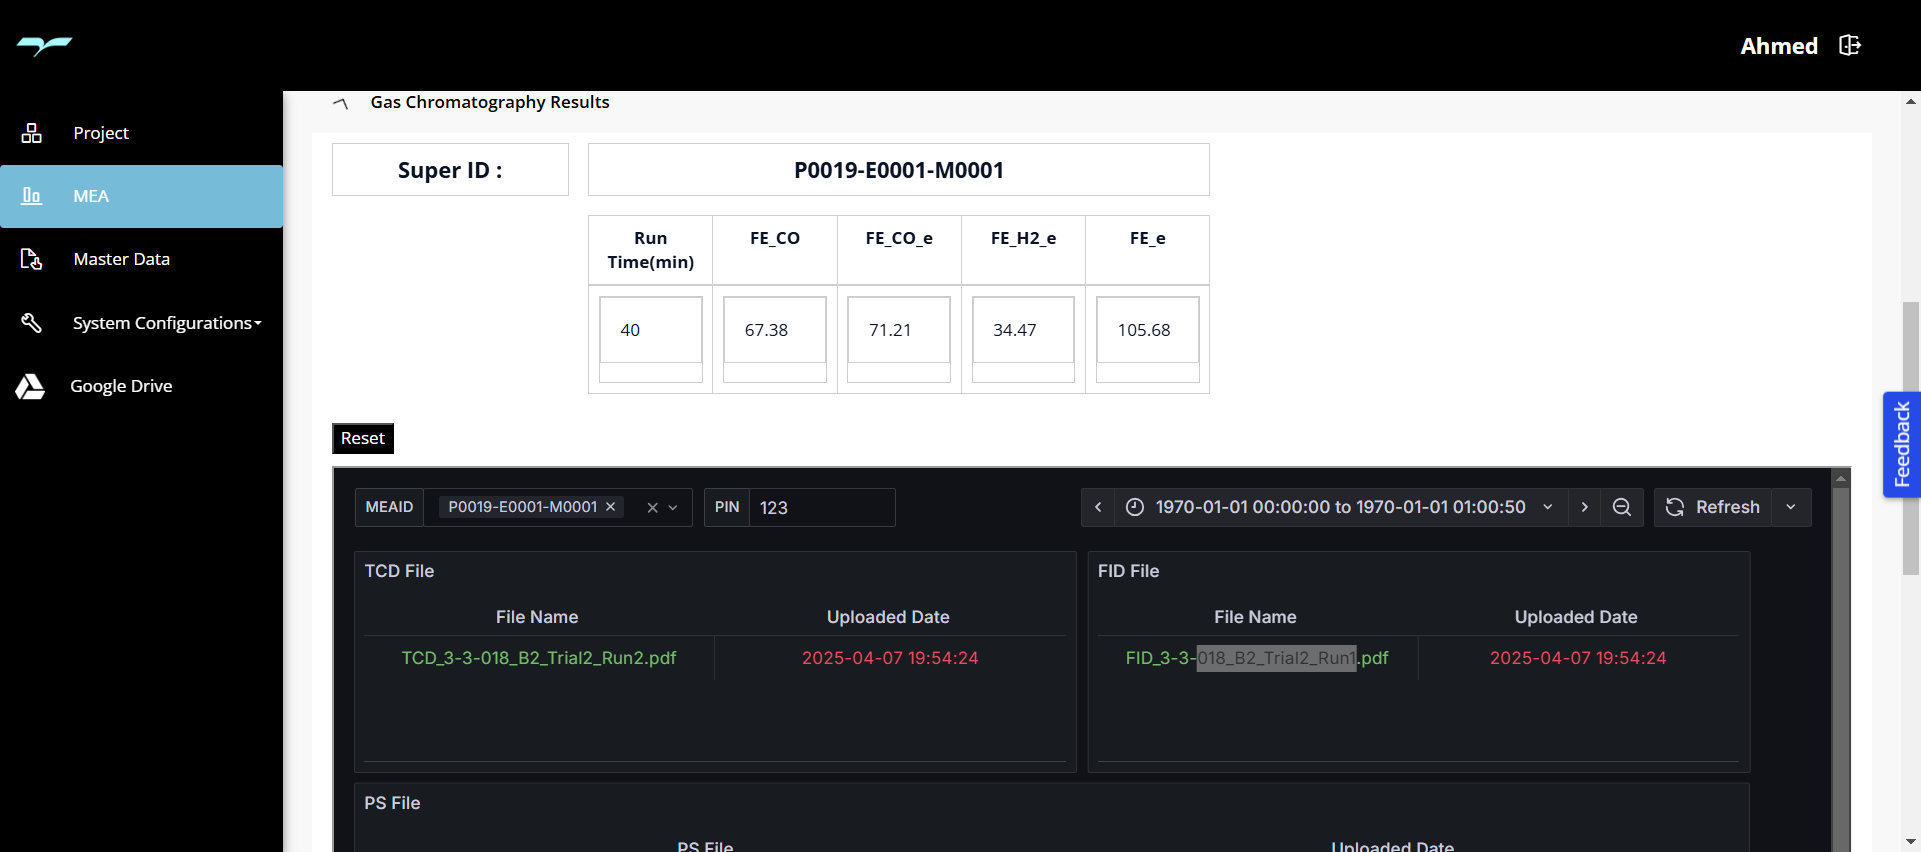 Ahmed
Project
MEA
Master Data
System Configurations
Google Drive
Gas Chromatography Results
Super ID :
P0019-E0001-M0001
Run Time(min)
FE_CO
FE_CO_e
FE_H2_e
FE_e
40
67.38
71.21
34.47
105.68
Reset
Feedback
MEAID
P0019-E0001-M0001
PIN
123
1970-01-01 00:00:00 to 1970-01-01 01:00:50
Refresh
TCD File
File Name
Uploaded Date
TCD_3-3-018_B2_Trial2_Run2.pdf
2025-04-07 19:54:24
FID File
File Name
Uploaded Date
FID_3-3-018_B2_Trial2_Run1.pdf
2025-04-07 19:54:24
PS File
PS File
Uploaded Date